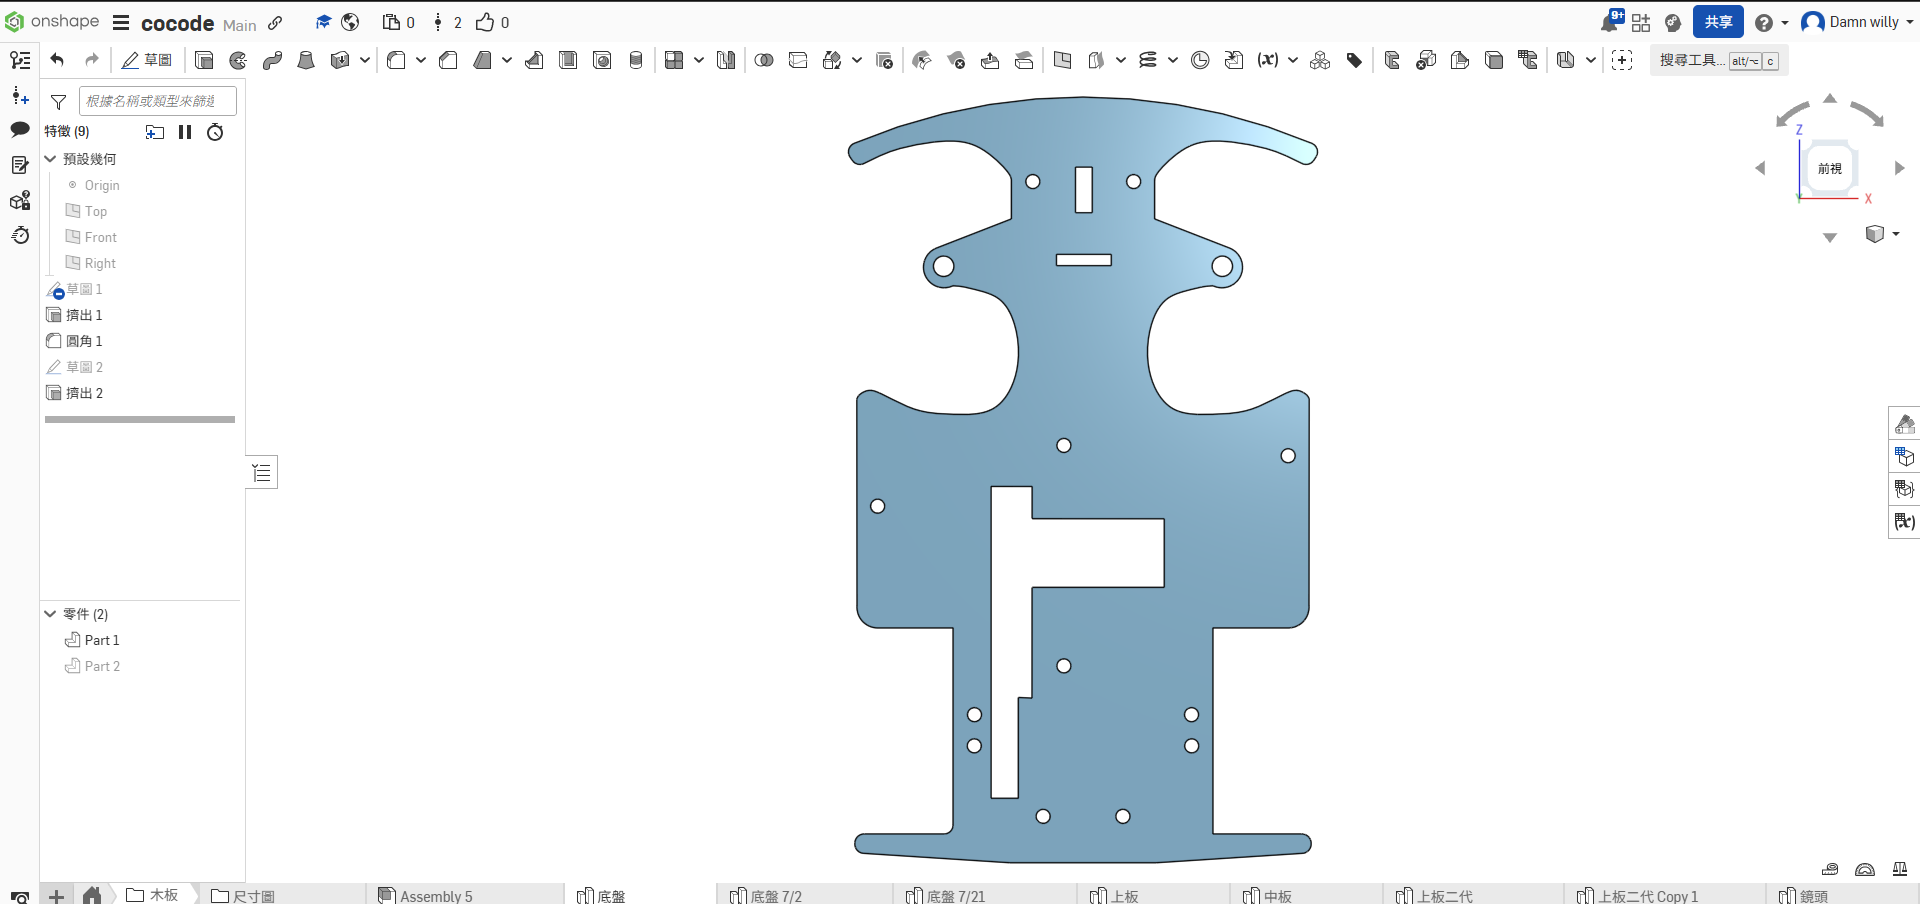 onshape cocode Main 0 2 0 9+ 共享 Damn willy
草圖 (x) 搜尋工具... alt/⌥ c
根據名稱或類型來篩
特徵 (9)
預設幾何
Origin
Top
Front
Right
草圖 1
擠出 1
圓角 1
草圖 2
擠出 2
零件 (2)
Part 1
Part 2
Z
前視
Y X
(x)
木板 尺寸圖 Assembly 5 底盤 底盤 7/2 底盤 7/21 上板 中板 上板二代 上板二代 Copy 1 鏡頭